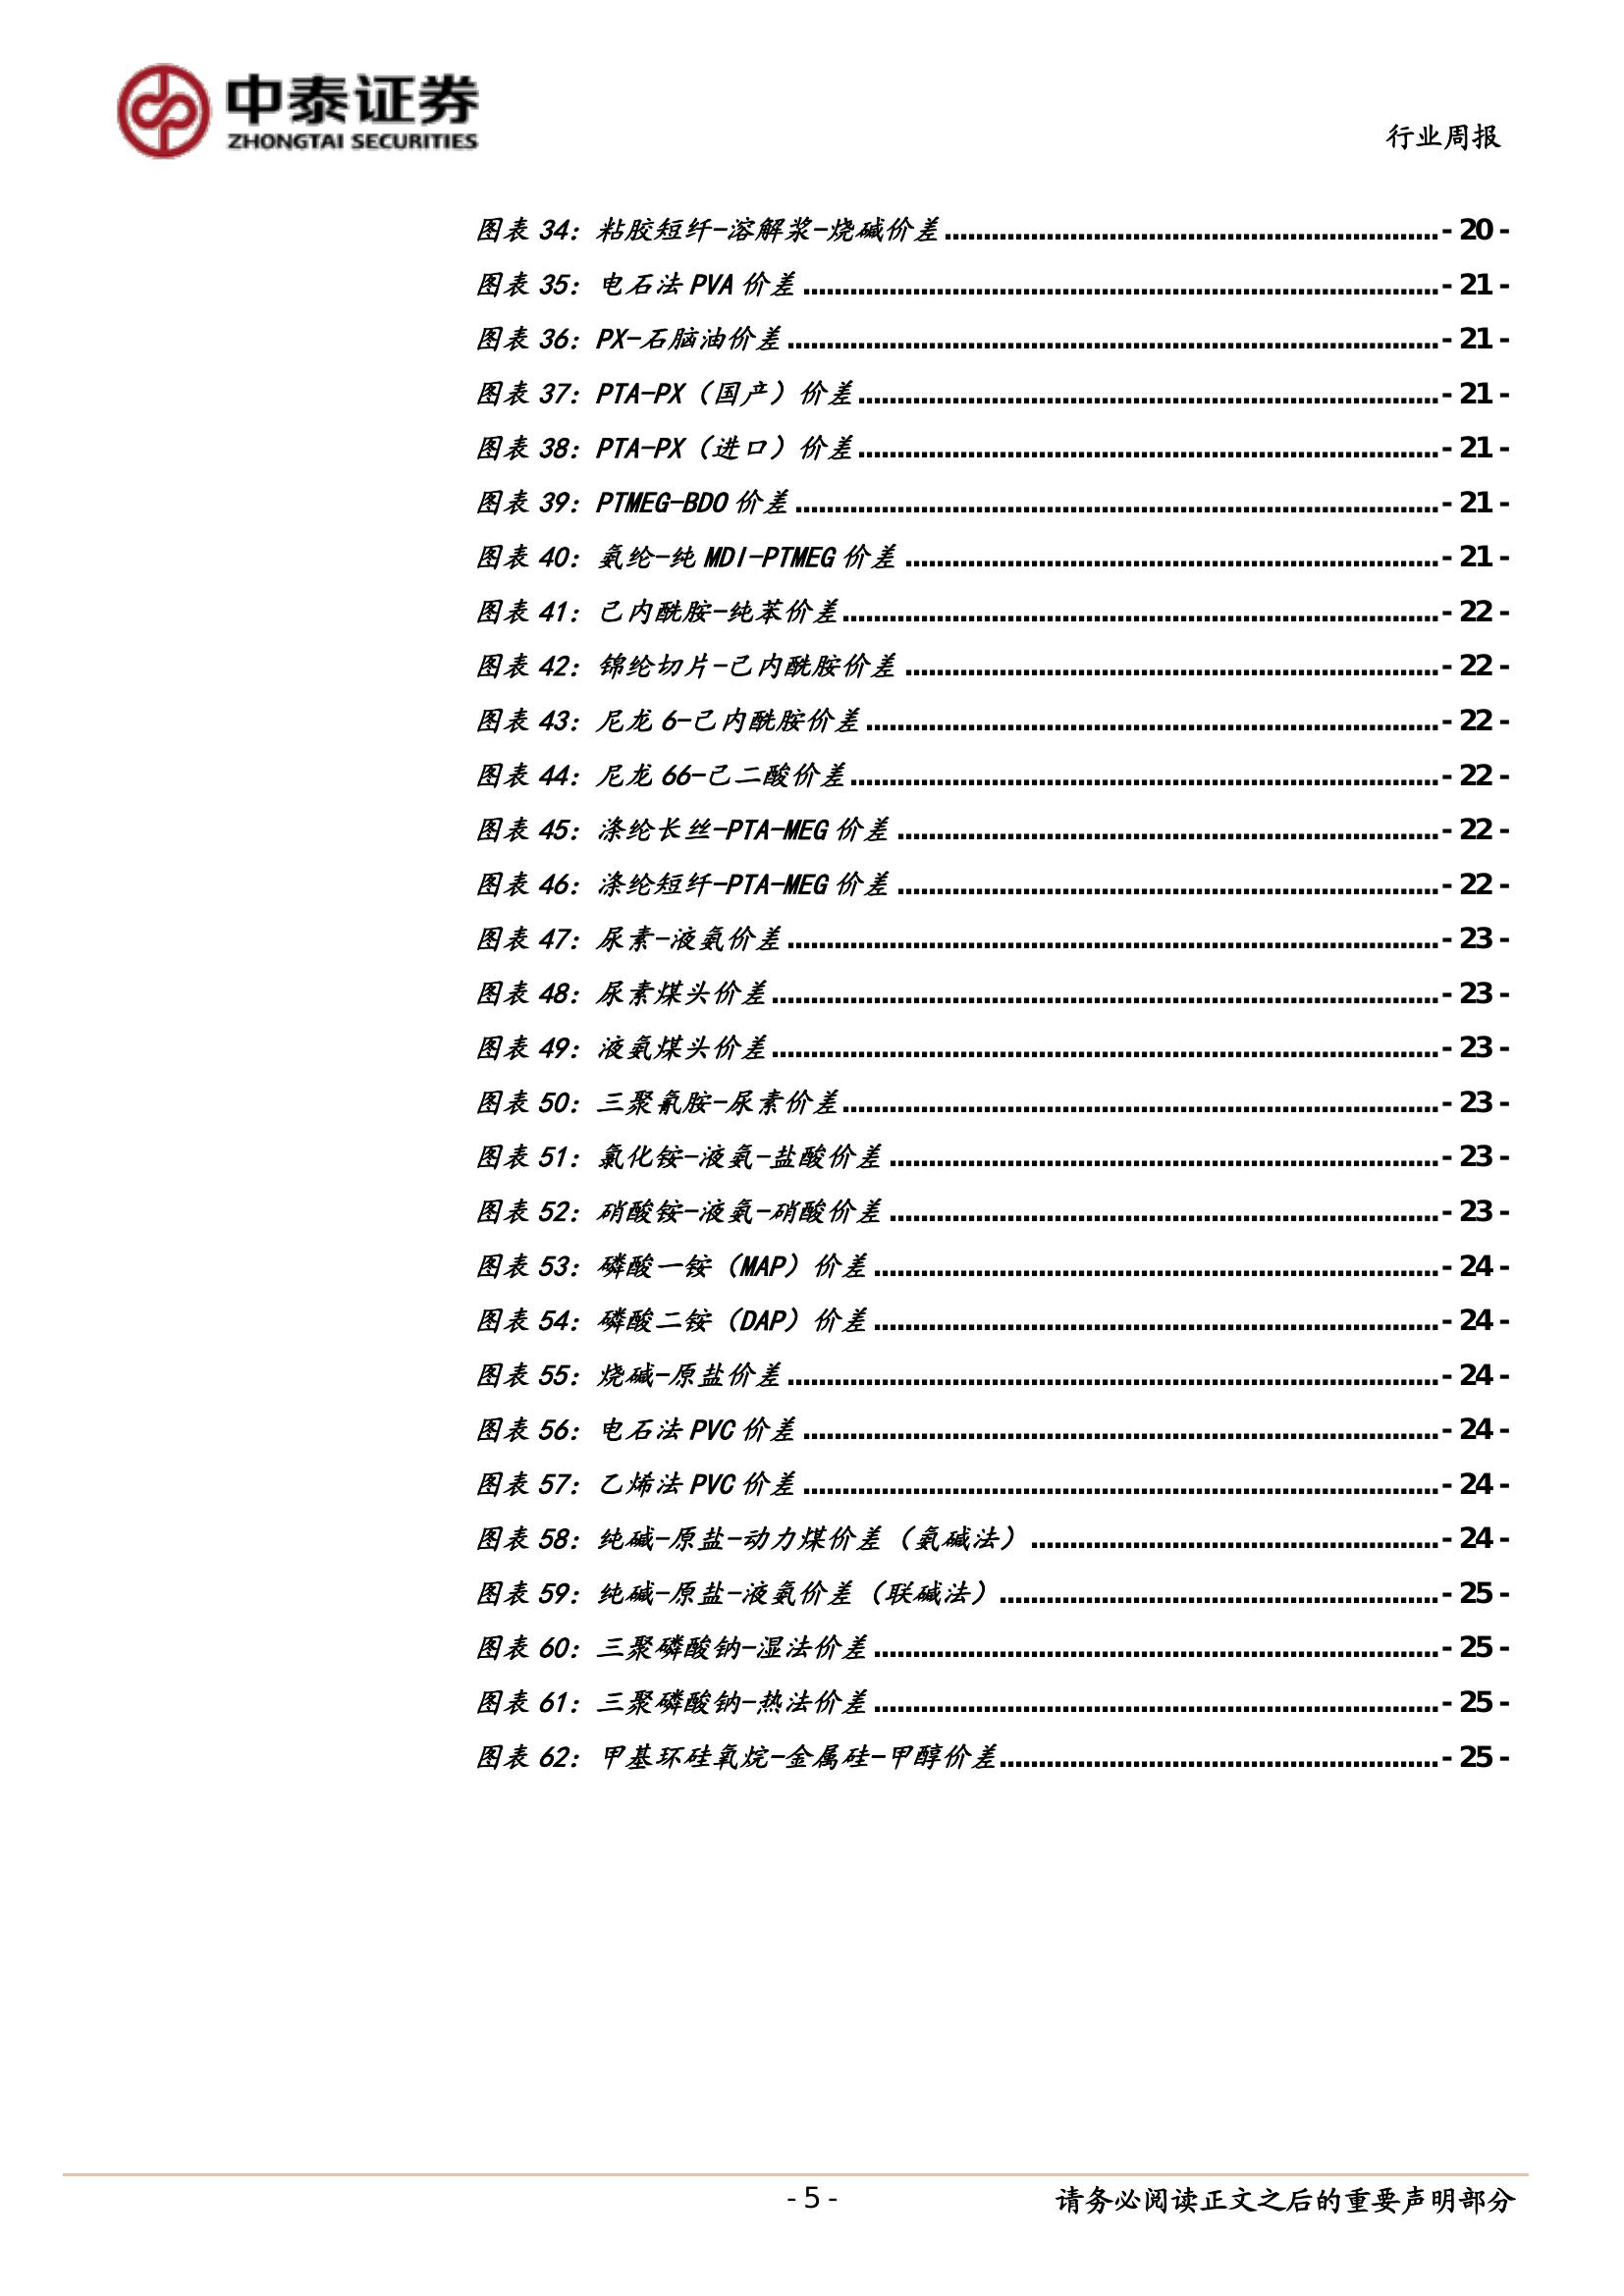 中泰证券
ZHONGTAI SECURITIES
行业周报
图表 34：粘胶短纤-溶解浆-烧碱价差 - 20 -
图表 35：电石法 PVA 价差 - 21 -
图表 36：PX-石脑油价差 - 21 -
图表 37：PTA-PX（国产）价差 - 21 -
图表 38：PTA-PX（进口）价差 - 21 -
图表 39：PTMEG-BDO 价差 - 21 -
图表 40：氨纶-纯 MDI-PTMEG 价差 - 21 -
图表 41：己内酰胺-纯苯价差 - 22 -
图表 42：锦纶切片-己内酰胺价差 - 22 -
图表 43：尼龙 6-己内酰胺价差 - 22 -
图表 44：尼龙 66-己二酸价差 - 22 -
图表 45：涤纶长丝-PTA-MEG 价差 - 22 -
图表 46：涤纶短纤-PTA-MEG 价差 - 22 -
图表 47：尿素-液氨价差 - 23 -
图表 48：尿素煤头价差 - 23 -
图表 49：液氨煤头价差 - 23 -
图表 50：三聚氰胺-尿素价差 - 23 -
图表 51：氯化铵-液氨-盐酸价差 - 23 -
图表 52：硝酸铵-液氨-硝酸价差 - 23 -
图表 53：磷酸一铵（MAP）价差 - 24 -
图表 54：磷酸二铵（DAP）价差 - 24 -
图表 55：烧碱-原盐价差 - 24 -
图表 56：电石法 PVC 价差 - 24 -
图表 57：乙烯法 PVC 价差 - 24 -
图表 58：纯碱-原盐-动力煤价差（氨碱法） - 24 -
图表 59：纯碱-原盐-液氨价差（联碱法） - 25 -
图表 60：三聚磷酸钠-湿法价差 - 25 -
图表 61：三聚磷酸钠-热法价差 - 25 -
图表 62：甲基环硅氧烷-金属硅-甲醇价差 - 25 -
- 5 -
请务必阅读正文之后的重要声明部分